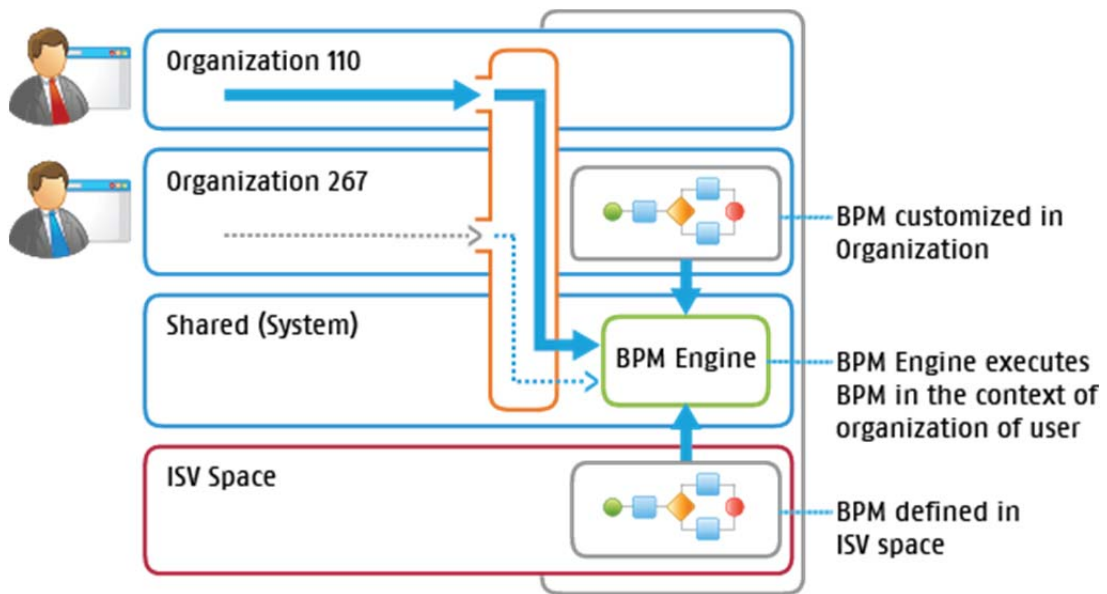 Organization 110
Organization 267
BPM customized in
Organization
Shared (System)
BPM Engine
BPM Engine executes
BPM in the context of
organization of user
ISV Space
BPM defined in
ISV space